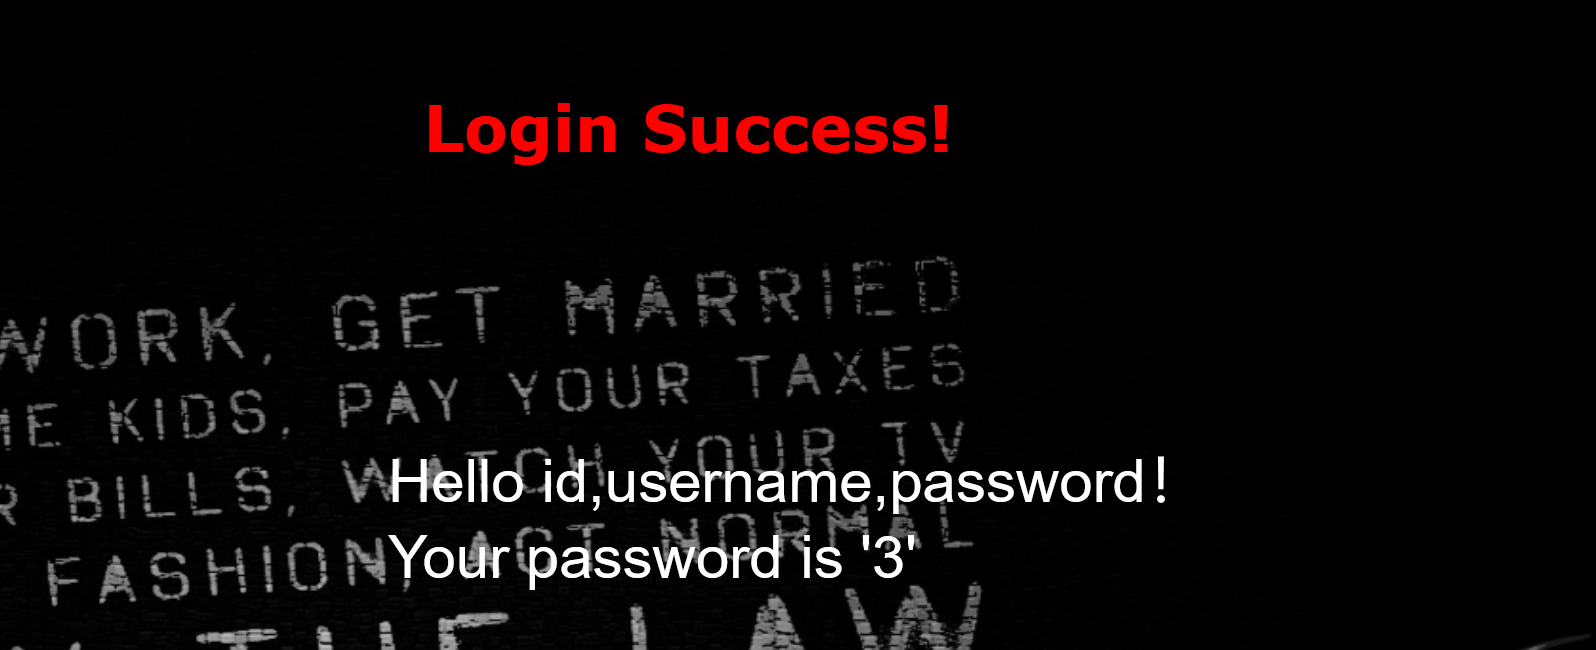 Login Success!
WORK, GET MARRIED
KIDS, PAY YOUR TAXES
BILLS, WATCH YOUR TV
Hello id,username,password!
FASHION, ACT NORMAL
Your password is '3'
THE LAW